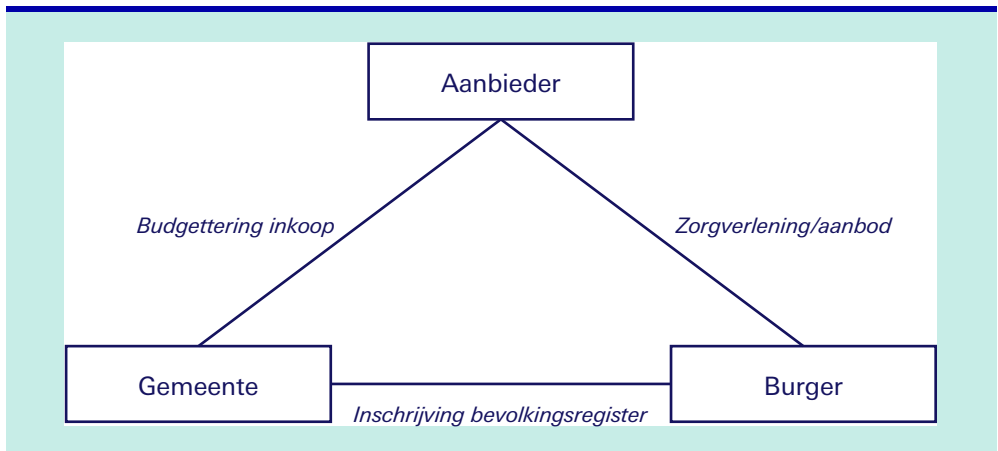 Aanbieder
Budgettering inkoop
Zorgverlening/aanbod
Gemeente
Burger
Inschrijving bevolkingsregister